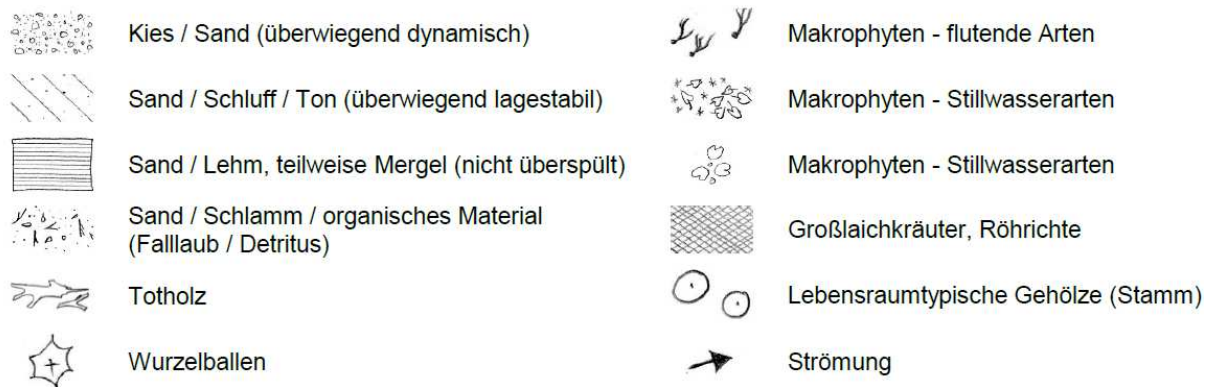 Kies / Sand (überwiegend dynamisch)
Sand / Schluff / Ton (überwiegend lagestabil)
Sand / Lehm, teilweise Mergel (nicht überspült)
Sand / Schlamm / organisches Material
(Falllaub / Detritus)
Totholz
Wurzelballen
Makrophyten - flutende Arten
Makrophyten - Stillwasserarten
Makrophyten - Stillwasserarten
Großlaichkräuter, Röhrichte
Lebensraumtypische Gehölze (Stamm)
Strömung